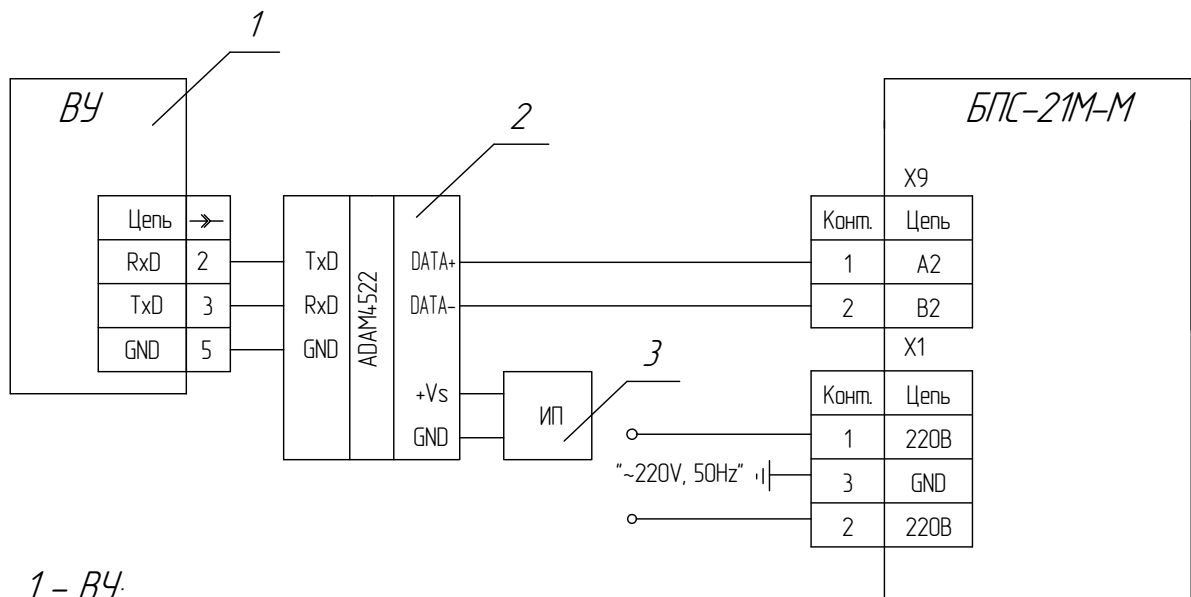 1
ВУ
2
БПС-21М-М
X9
Цепь
RxD 2
TxD 3
GND 5
TxD
RxD
GND
ADAM4522
DATA+
DATA-
+Vs
GND
3
ИП
Конт. Цепь
1 A2
2 B2
X1
Конт. Цепь
1 220В
3 GND
2 220В
"~220V, 50Hz"
1 – ВУ;